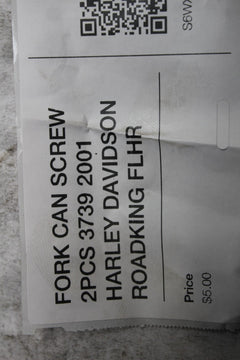 FORK CAN SCREW
2PCS 3739 2001
HARLEY DAVIDSON
ROADKING FLHR
Price
$5.00